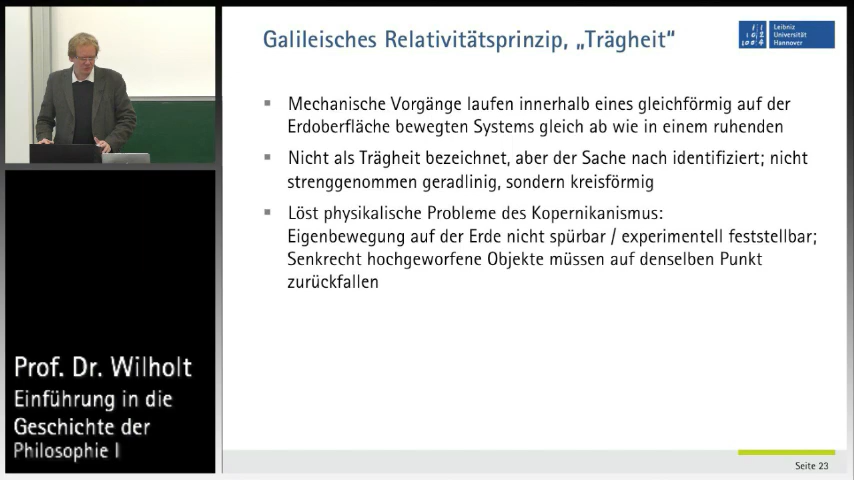 Galileisches Relativitätsprinzip, „Trägheit“
Leibniz
Universität
Hannover
Mechanische Vorgänge laufen innerhalb eines gleichförmig auf der
Erdoberfläche bewegten Systems gleich ab wie in einem ruhenden
Nicht als Trägheit bezeichnet, aber der Sache nach identifiziert; nicht
strenggenommen geradlinig, sondern kreisförmig
Löst physikalische Probleme des Kopernikanismus:
Eigenbewegung auf der Erde nicht spürbar / experimentell feststellbar;
Senkrecht hochgeworfene Objekte müssen auf denselben Punkt
zurückfallen
Prof. Dr. Wilholt
Einführung in die
Geschichte der
Philosophie I
Seite 23